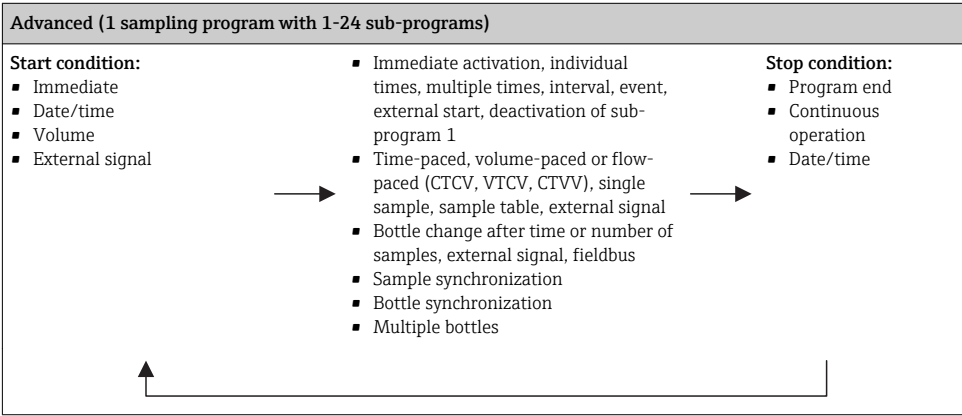 Advanced (1 sampling program with 1-24 sub-programs)
Start condition:
▪ Immediate
▪ Date/time
▪ Volume
▪ External signal
▪ Immediate activation, individual
times, multiple times, interval, event,
external start, deactivation of sub-
program 1
▪ Time-paced, volume-paced or flow-
paced (CTCV, VTCV, CTVV), single
sample, sample table, external signal
▪ Bottle change after time or number of
samples, external signal, fieldbus
▪ Sample synchronization
▪ Bottle synchronization
▪ Multiple bottles
Stop condition:
▪ Program end
▪ Continuous
operation
▪ Date/time